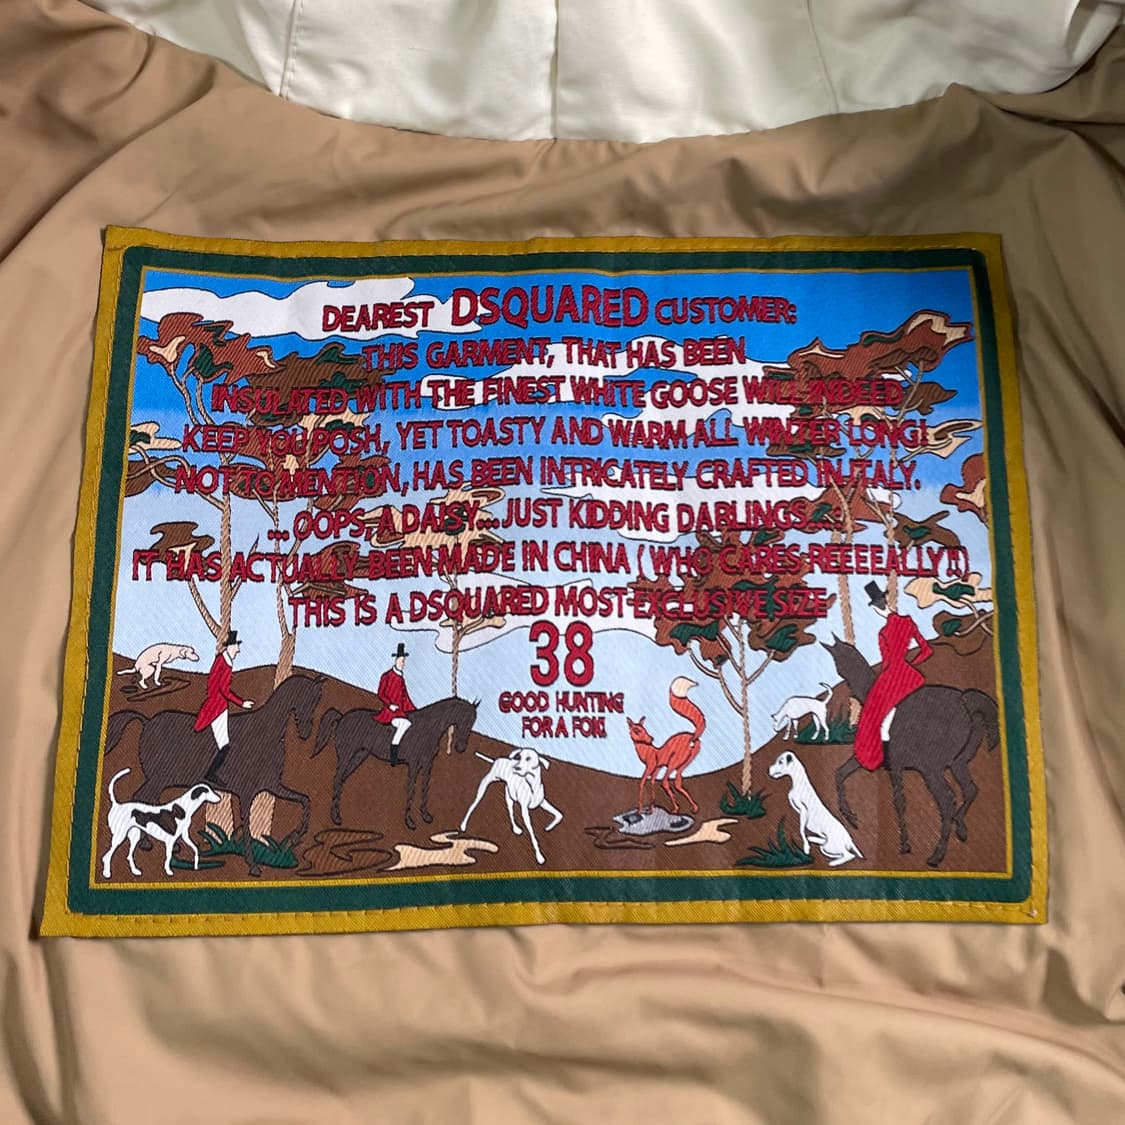 DEAREST DSQUARED CUSTOMER:
THIS GARMENT, THAT HAS BEEN
INSULATED WITH THE FINEST WHITE GOOSE WILL INDEED
KEEP YOU POSH, YET TOASTY AND WARM ALL WINTER LONG!
NOT TO MENTION, HAS BEEN INTRICATELY CRAFTED IN ITALY.
...OOPS, A DAISY...JUST KIDDING DARLINGS...
IT HAS ACTUALLY BEEN MADE IN CHINA ( WHO CARES REEEEALLY!!)
THIS IS A DSQUARED MOST EXCLUSIVE SIZE
38
GOOD HUNTING
FOR A FOX!